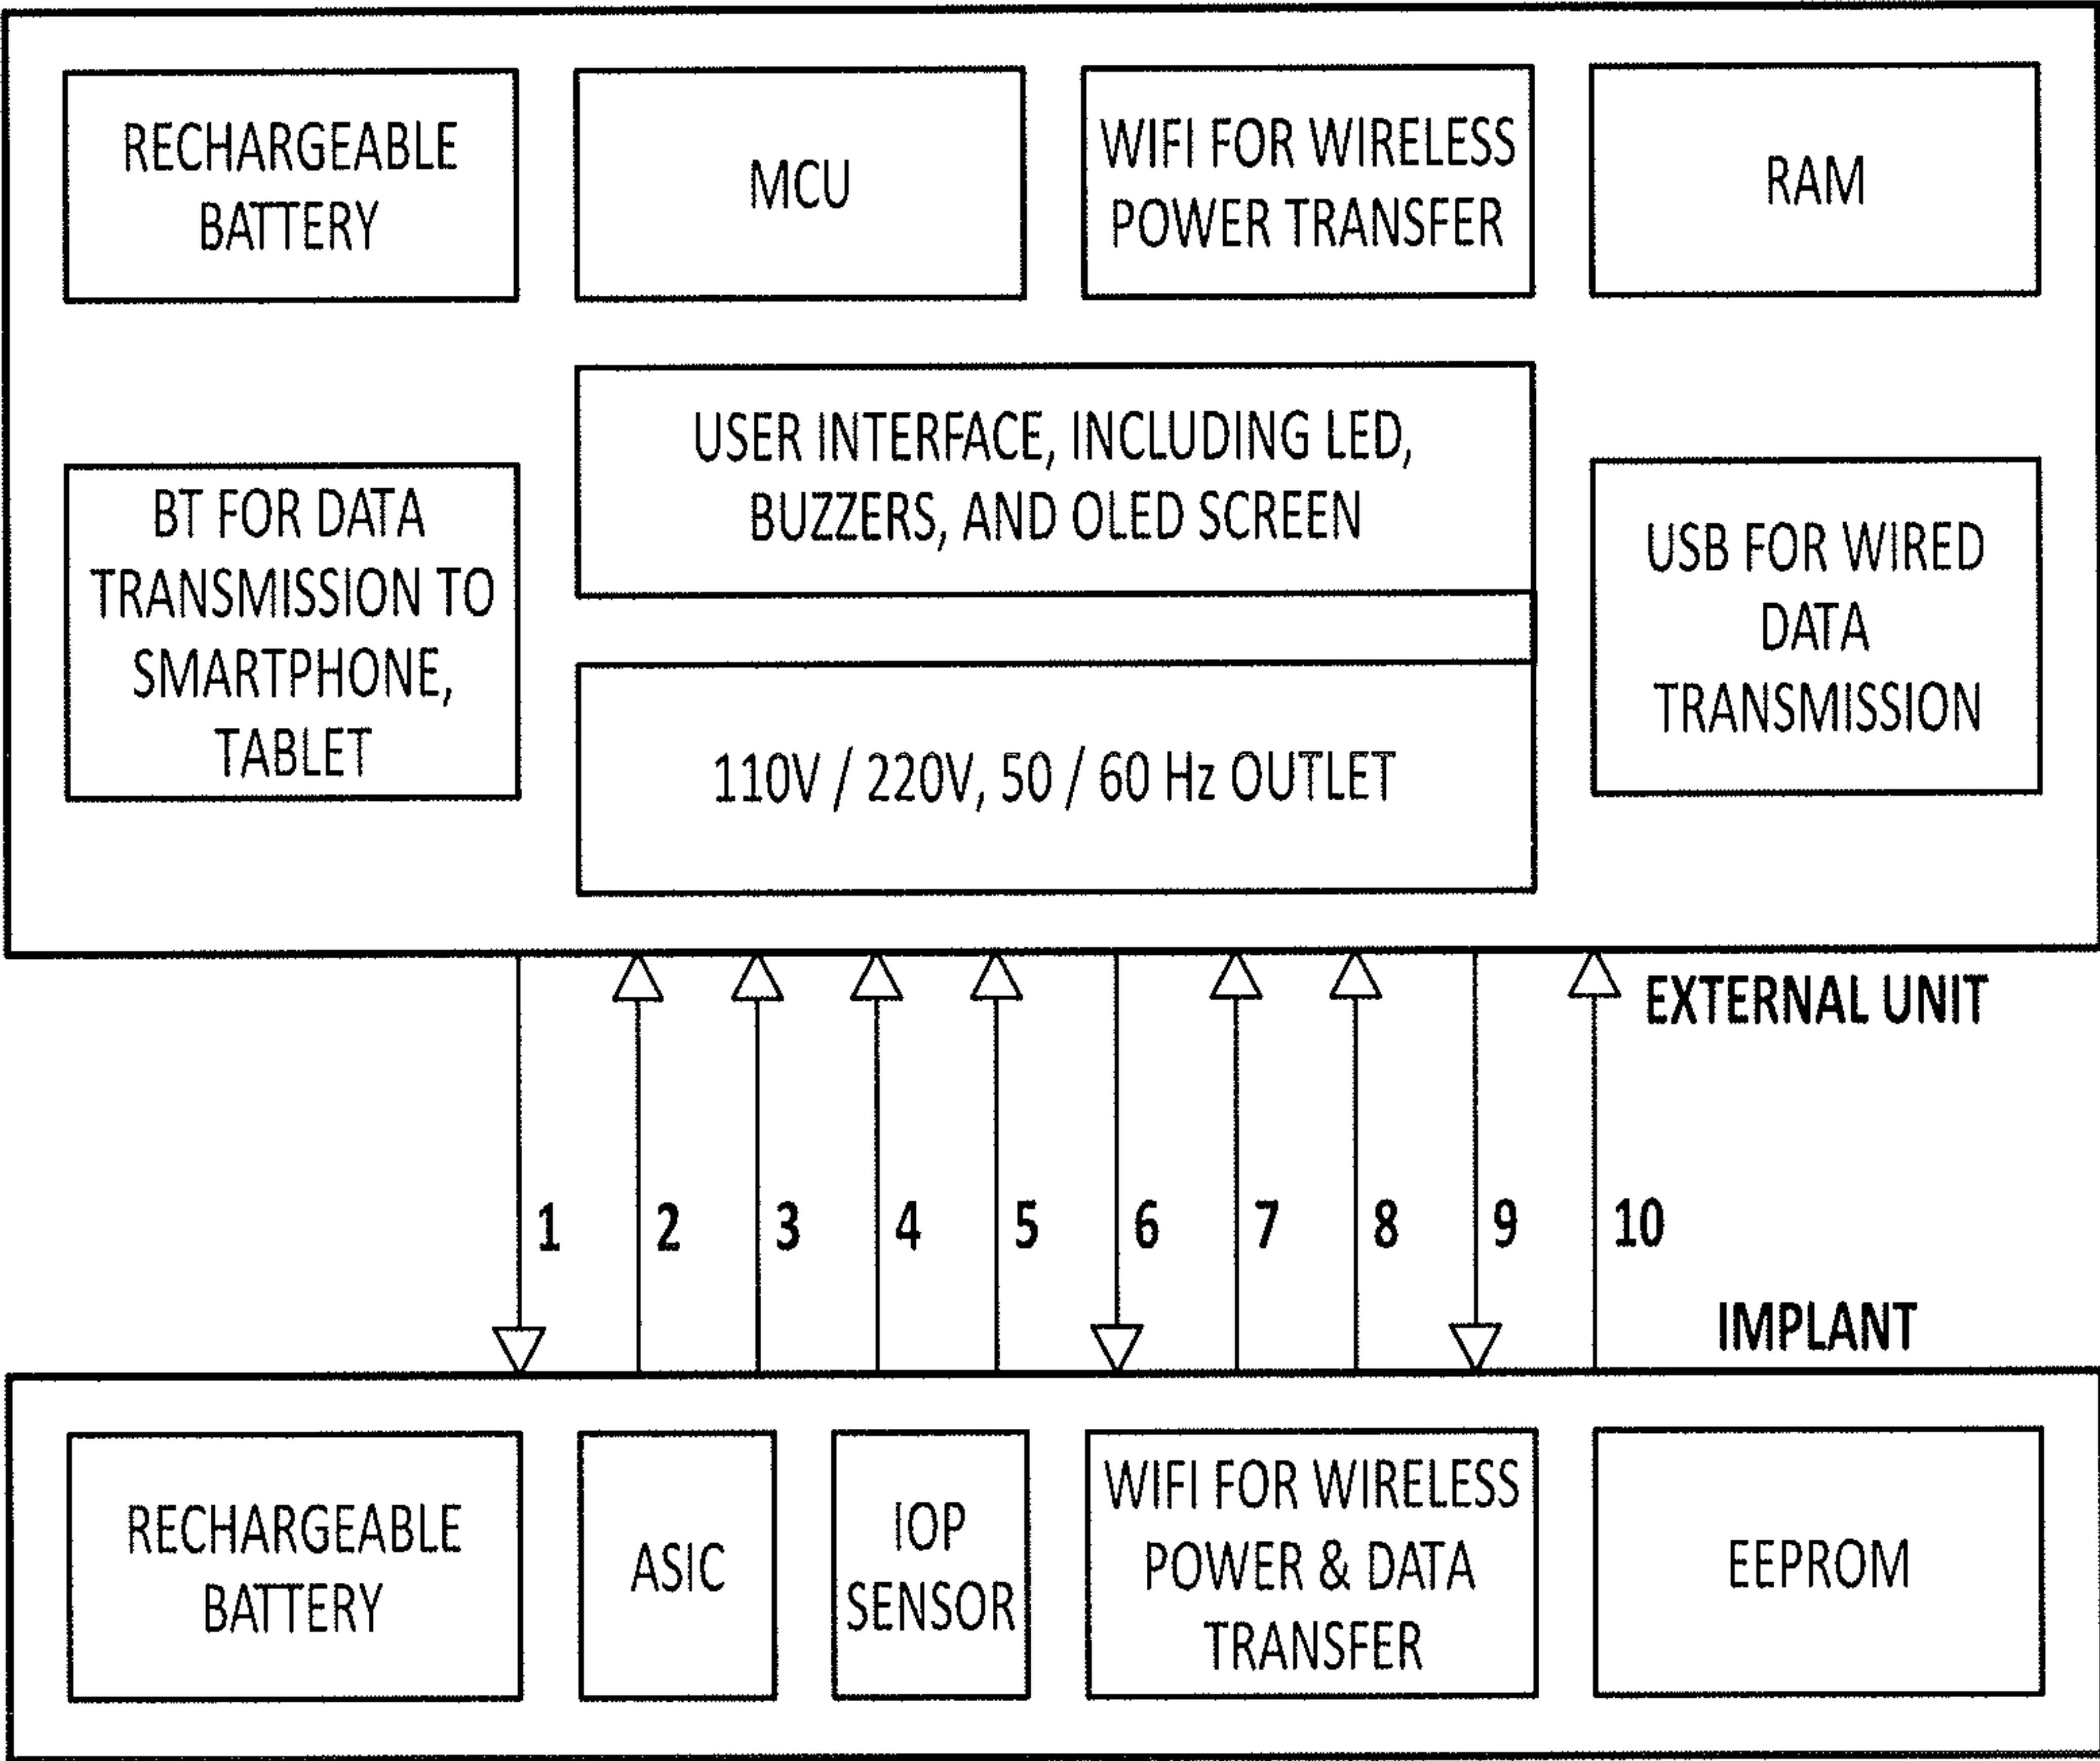 RECHARGEABLE
BATTERY
MCU
WIFI FOR WIRELESS
POWER TRANSFER
RAM
BT FOR DATA
TRANSMISSION TO
SMARTPHONE,
TABLET
USER INTERFACE, INCLUDING LED,
BUZZERS, AND OLED SCREEN
110V / 220V, 50 / 60 Hz OUTLET
USB FOR WIRED
DATA
TRANSMISSION
EXTERNAL UNIT
1 2 3 4 5 6 7 8 9 10
IMPLANT
RECHARGEABLE
BATTERY
ASIC
IOP
SENSOR
WIFI FOR WIRELESS
POWER & DATA
TRANSFER
EEPROM